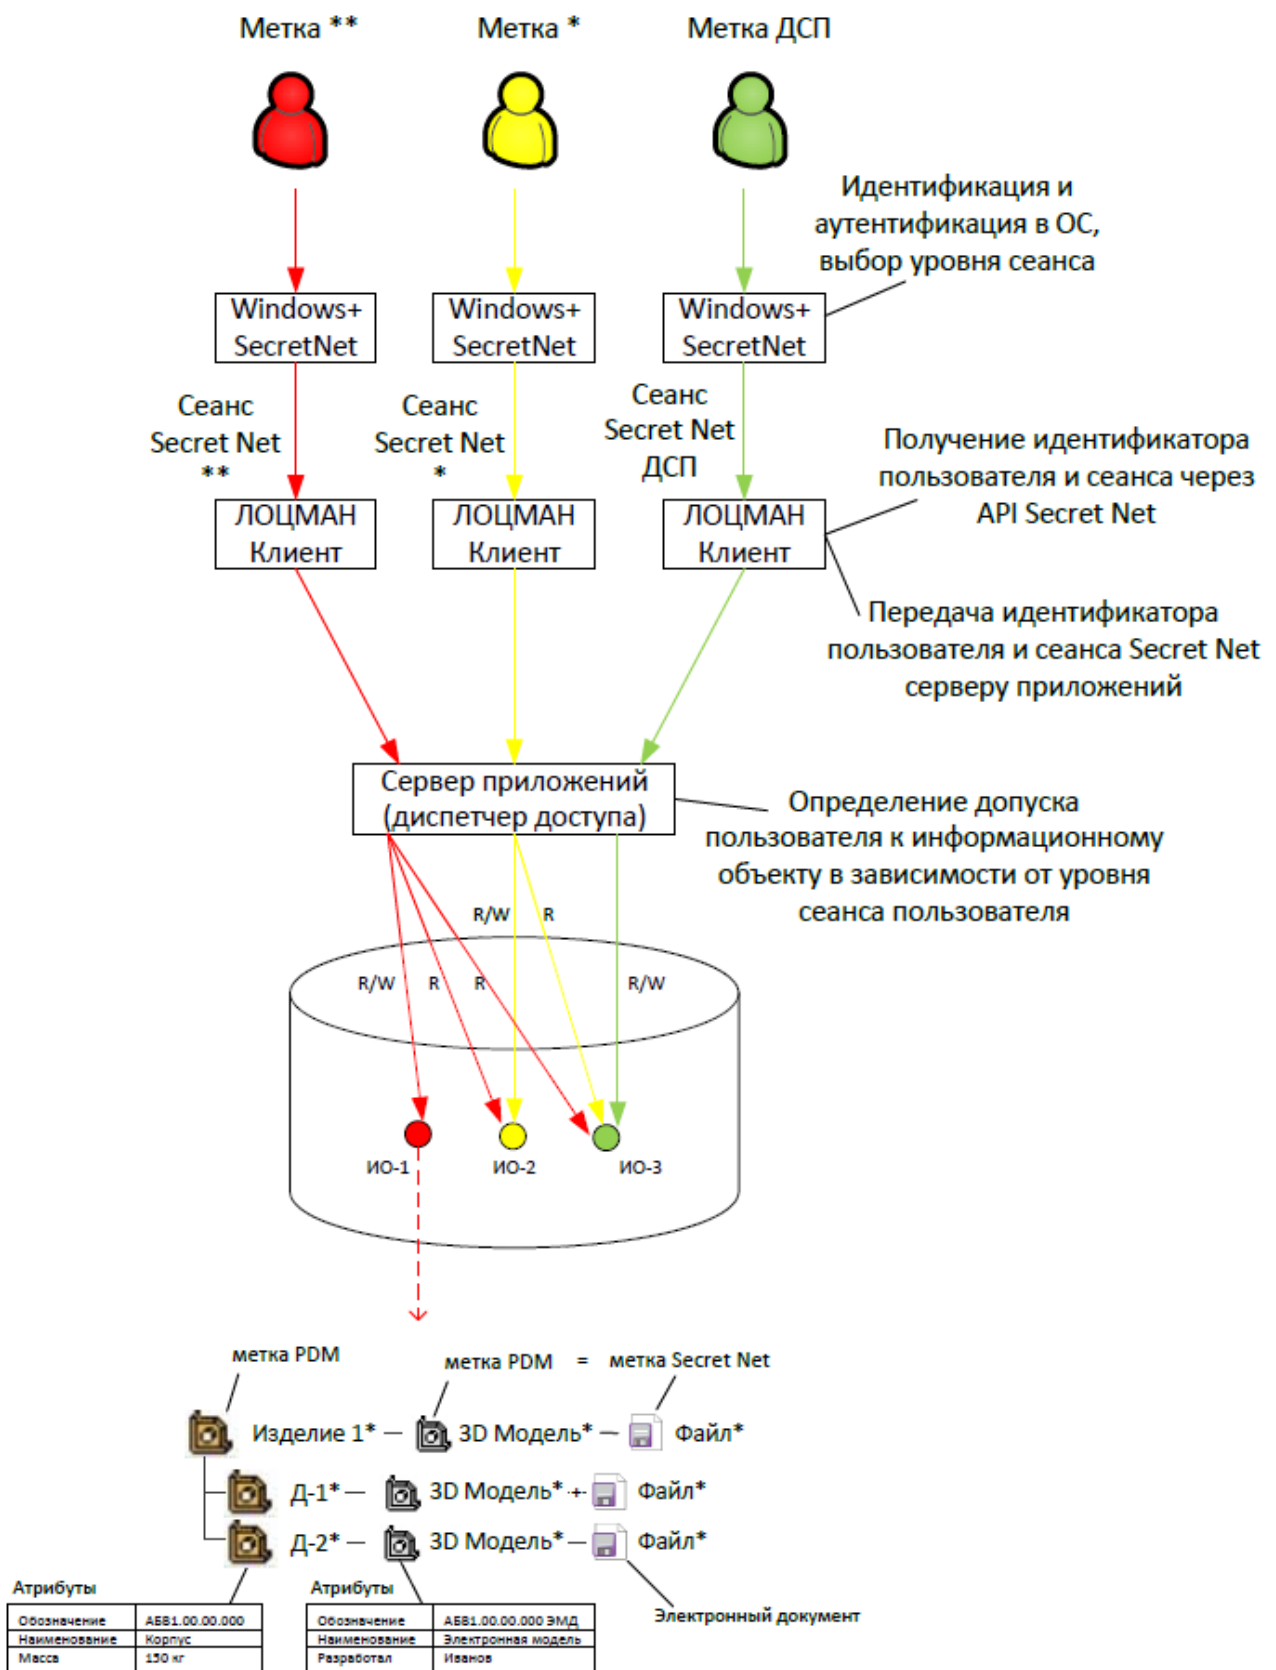 Метка ** Метка * Метка ДСП
Идентификация и
аутентификация в ОС,
выбор уровня сеанса
Windows+
SecretNet
Windows+
SecretNet
Windows+
SecretNet
Сеанс
Secret Net
**
Сеанс
Secret Net
*
Сеанс
Secret Net
ДСП
Получение идентификатора
пользователя и сеанса через
API Secret Net
ЛОЦМАН
Клиент
ЛОЦМАН
Клиент
ЛОЦМАН
Клиент
Передача идентификатора
пользователя и сеанса Secret Net
серверу приложений
Сервер приложений
(диспетчер доступа)
Определение допуска
пользователя к информационному
объекту в зависимости от уровня
сеанса пользователя
R/W R
R/W R R R/W
ИО-1 ИО-2 ИО-3
метка PDM
метка PDM = метка Secret Net
Изделие 1* 3D Модель* Файл*
Д-1* 3D Модель* Файл*
Д-2* 3D Модель* Файл*
Атрибуты
Обозначение АБВ1.00.00.000
Наименование Корпус
Масса 150 кг
Атрибуты
Обозначение АБВ1.00.00.000 ЭМД
Наименование Электронная модель
Разработал Иванов
Электронный документ